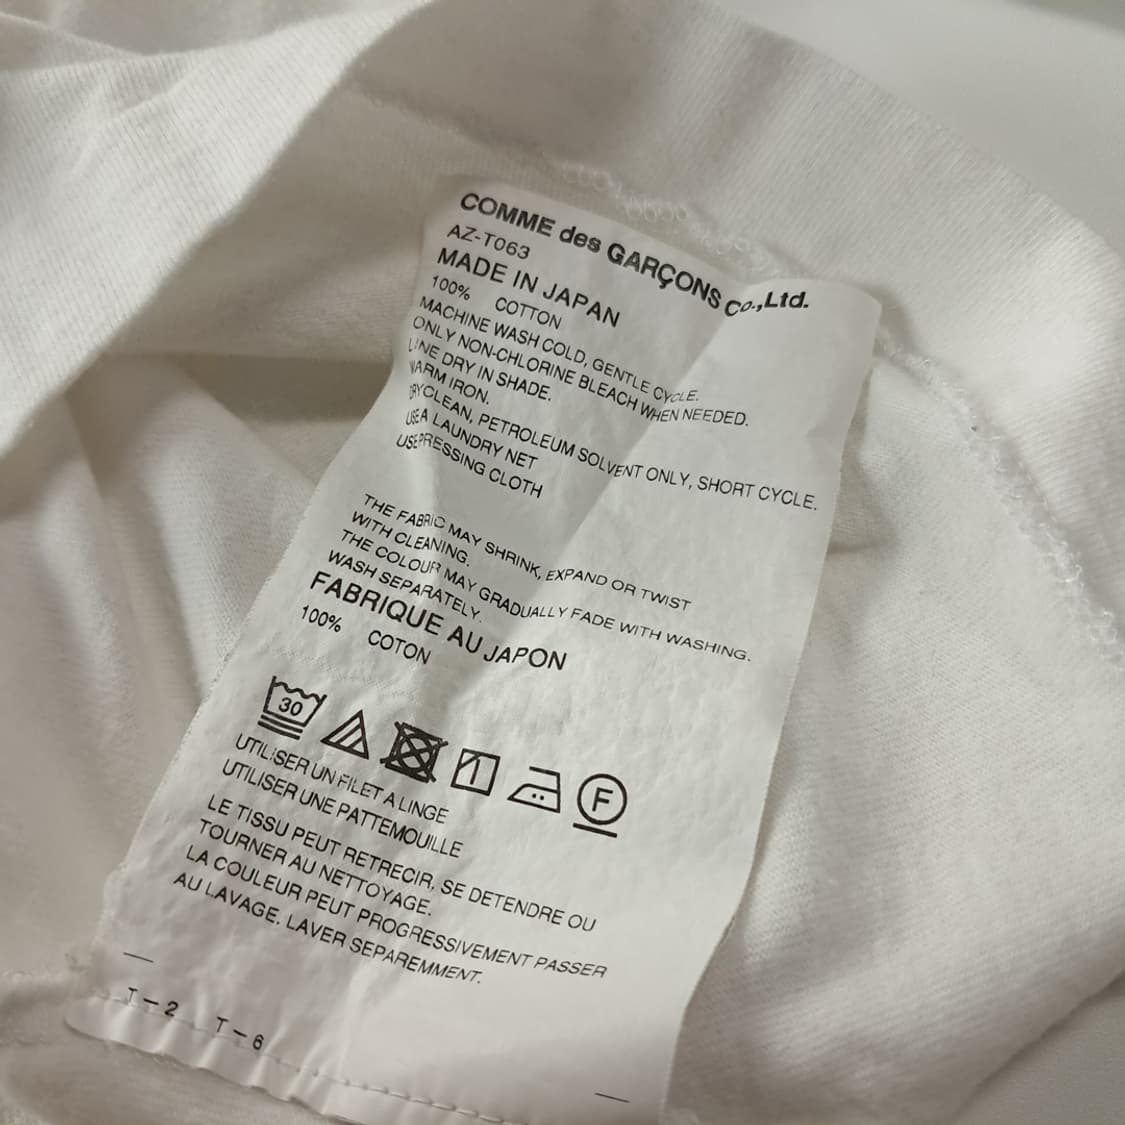 COMME des GARÇONS Co.,Ltd.
AZ-T063
MADE IN JAPAN
100% COTTON
MACHINE WASH COLD, GENTLE CYCLE.
ONLY NON-CHLORINE BLEACH WHEN NEEDED.
LINE DRY IN SHADE.
WARM IRON.
DRYCLEAN, PETROLEUM SOLVENT ONLY, SHORT CYCLE.
USE A LAUNDRY NET
USE PRESSING CLOTH
THE FABRIC MAY SHRINK, EXPAND OR TWIST
WITH CLEANING.
THE COLOUR MAY GRADUALLY FADE WITH WASHING.
WASH SEPARATELY.
FABRIQUE AU JAPON
100% COTON
30
F
UTILISER UN FILET A LINGE
UTILISER UNE PATTEMOUILLE
LE TISSU PEUT RETRECIR, SE DETENDRE OU
TOURNER AU NETTOYAGE.
LA COULEUR PEUT PROGRESSIVEMENT PASSER
AU LAVAGE. LAVER SEPAREMMENT.
T-2 T-6